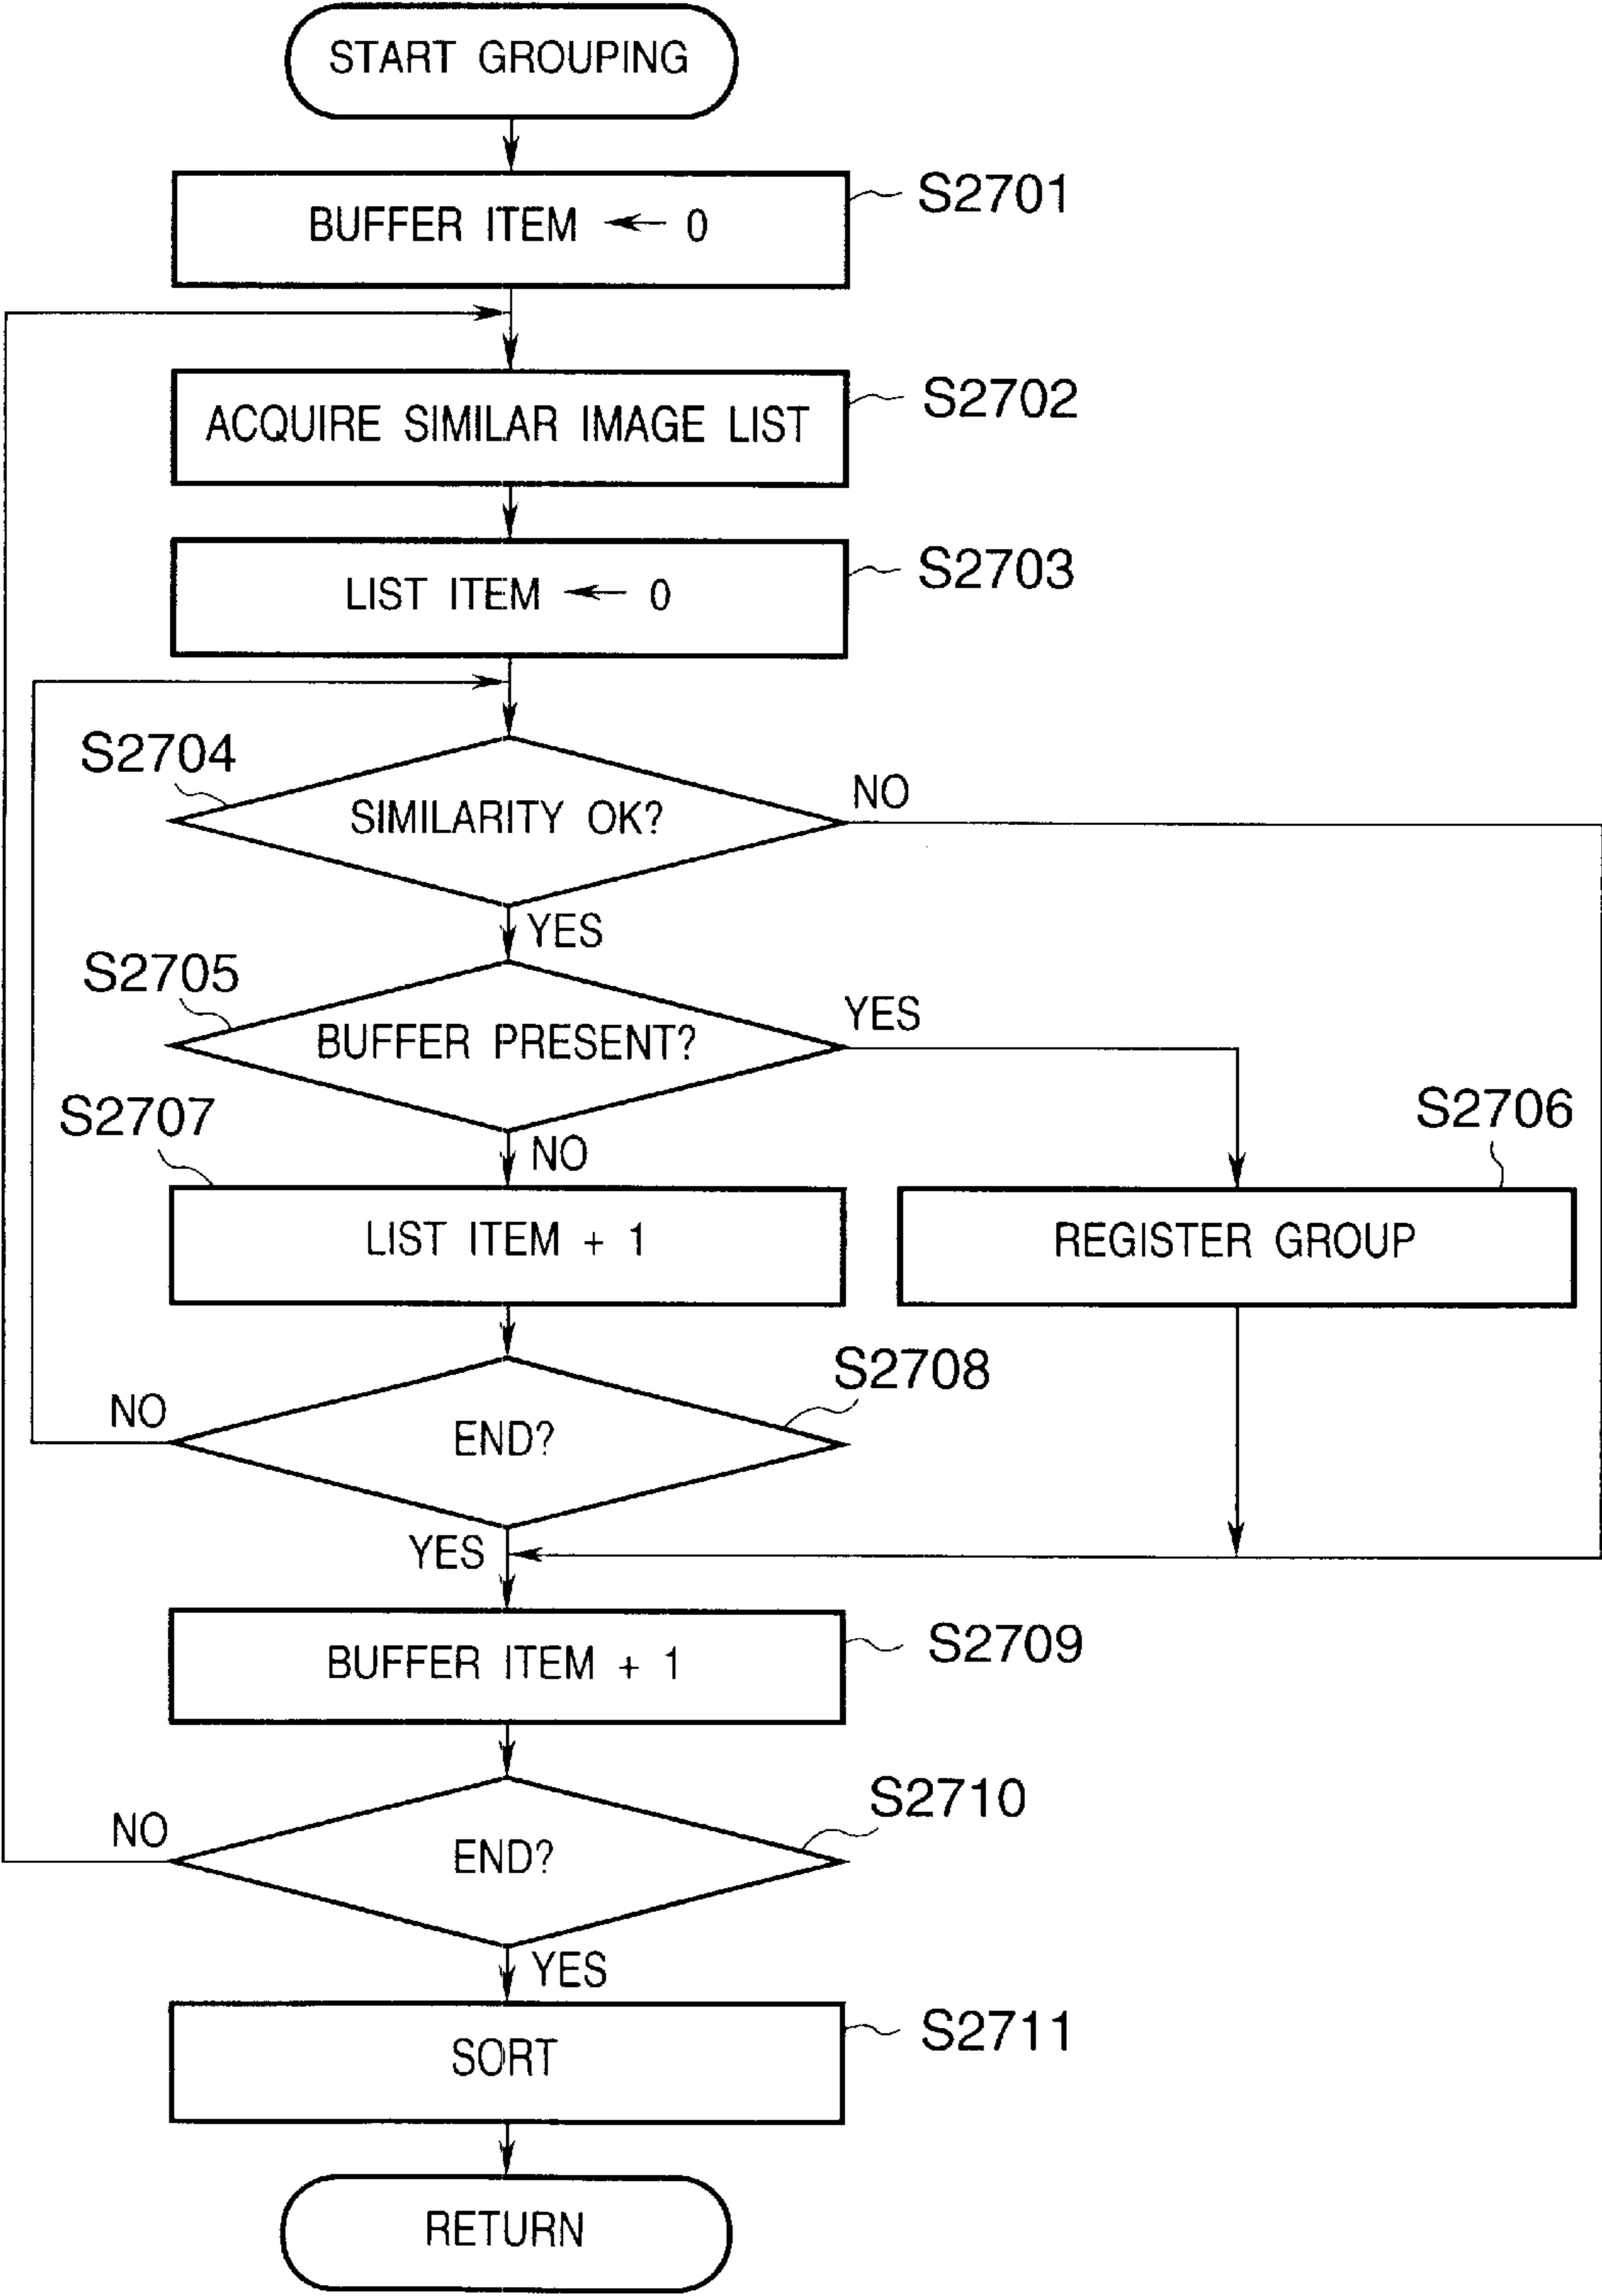 START GROUPING
S2701
BUFFER ITEM ← 0
S2702
ACQUIRE SIMILAR IMAGE LIST
S2703
LIST ITEM ← 0
S2704
SIMILARITY OK?
NO
YES
S2705
BUFFER PRESENT?
YES
S2707
NO
S2706
LIST ITEM + 1
REGISTER GROUP
S2708
NO
END?
YES
S2709
BUFFER ITEM + 1
S2710
NO
END?
YES
S2711
SORT
RETURN